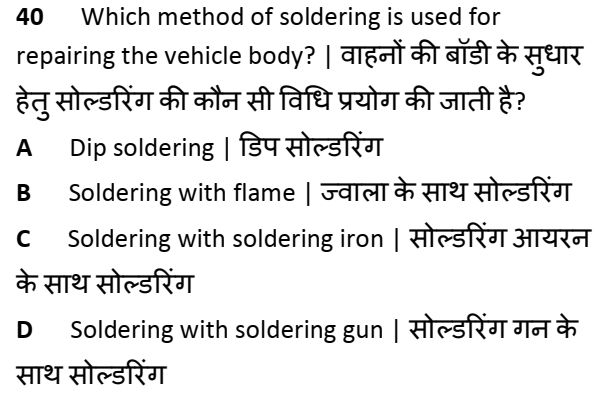 40 Which method of soldering is used for
repairing the vehicle body? | वाहनों की बॉडी के सुधार
हेतु सोल्डरिंग की कौन सी विधि प्रयोग की जाती है?
A Dip soldering | डिप सोल्डरिंग
B Soldering with flame | ज्वाला के साथ सोल्डरिंग
C Soldering with soldering iron | सोल्डरिंग आयरन
के साथ सोल्डरिंग
D Soldering with soldering gun | सोल्डरिंग गन के
साथ सोल्डरिंग